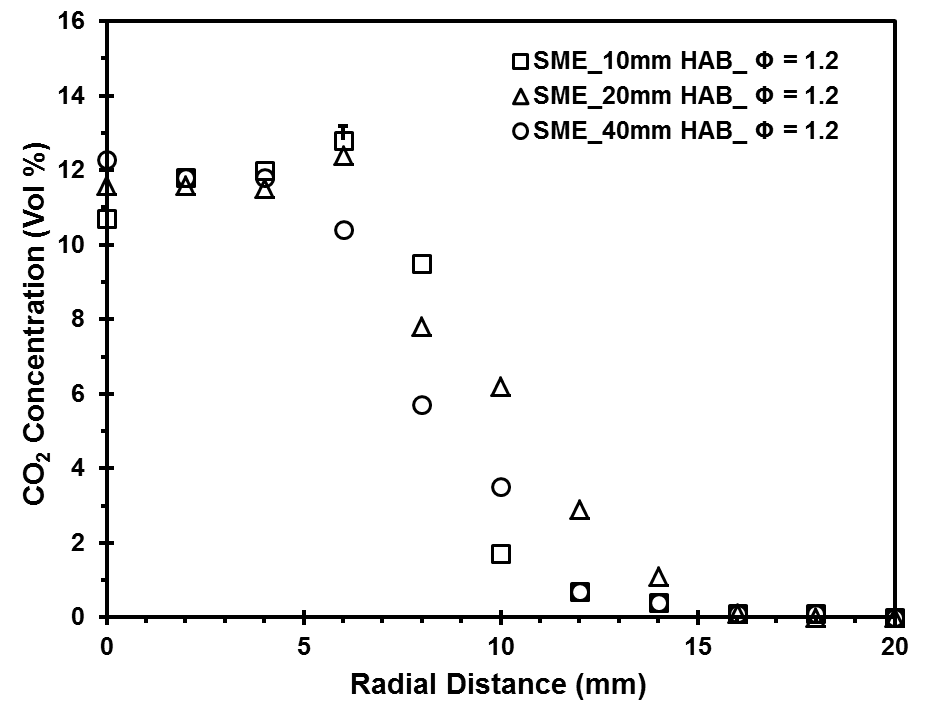 16
14
12
10
8
6
4
2
0
CO₂ Concentration (Vol %)
SME_10mm HAB_ Φ = 1.2
SME_20mm HAB_ Φ = 1.2
SME_40mm HAB_ Φ = 1.2
0 5 10 15 20
Radial Distance (mm)